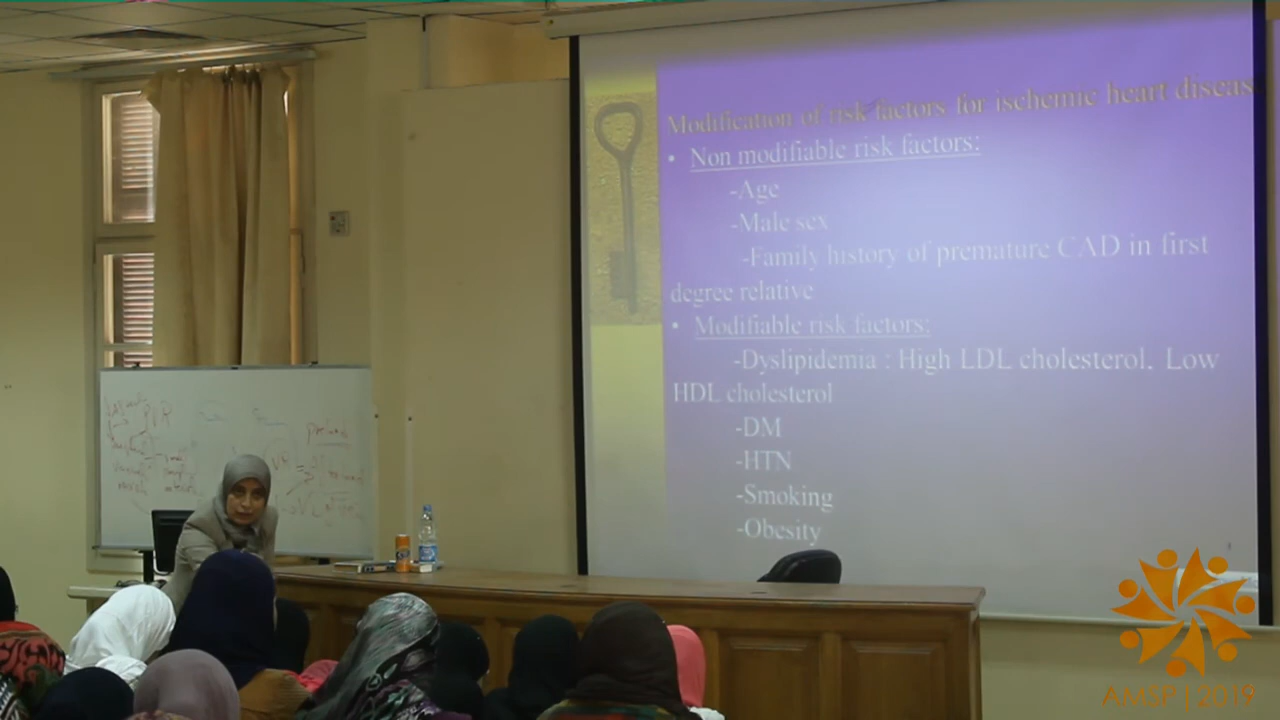 Modification of risk factors for ischemic heart diseas
• Non modifiable risk factors:
-Age
-Male sex
-Family history of premature CAD in first
degree relative
• Modifiable risk factors:
-Dyslipidemia : High LDL cholesterol. Low
HDL cholesterol
-DM
-HTN
-Smoking
-Obesity
AMSP | 2019